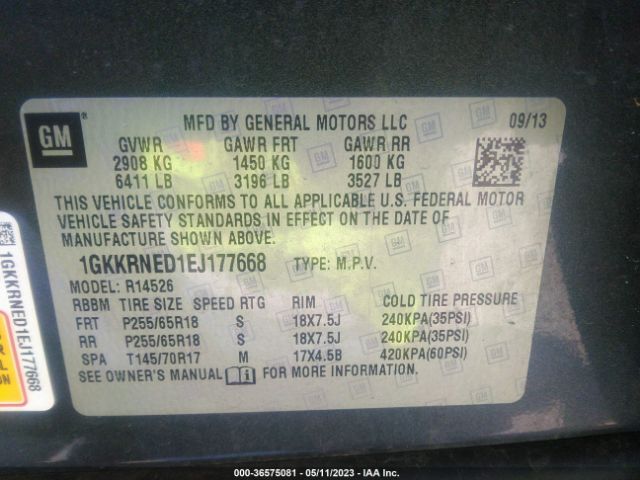 GM ®
MFD BY GENERAL MOTORS LLC 09/13
GVWR GAWR FRT GAWR RR
2908 KG 1450 KG 1600 KG
6411 LB 3196 LB 3527 LB
THIS VEHICLE CONFORMS TO ALL APPLICABLE U.S. FEDERAL MOTOR
VEHICLE SAFETY STANDARDS IN EFFECT ON THE DATE OF
MANUFACTURE SHOWN ABOVE.
1GKKRNED1EJ177668 TYPE: M.P.V.
MODEL: R14526
RBBM TIRE SIZE SPEED RTG RIM COLD TIRE PRESSURE
FRT P255/65R18 S 18X7.5J 240KPA(35PSI)
RR P255/65R18 S 18X7.5J 240KPA(35PSI)
SPA T145/70R17 M 17X4.5B 420KPA(60PSI)
SEE OWNER'S MANUAL FOR MORE INFORMATION.
1GKKRNED1EJ177668
000-36575081 - 05/11/2023 - IAA Inc.